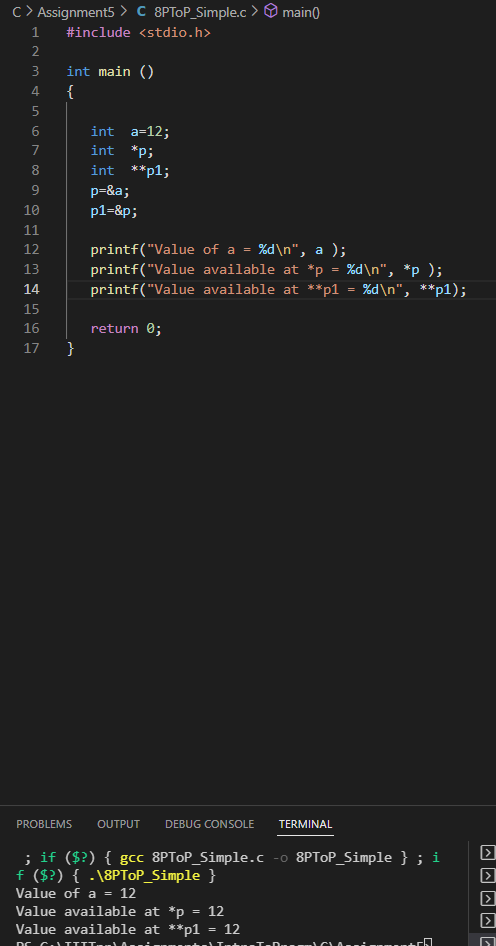 C > Assignment5 > C 8PToP_Simple.c > main()
1 #include <stdio.h>
2
3 int main ()
4 {
5
6 int  a=12;
7 int  *p;
8 int  **p1;
9 p=&a;
10 p1=&p;
11
12 printf("Value of a = %d\n", a );
13 printf("Value available at *p = %d\n", *p );
14 printf("Value available at **p1 = %d\n", **p1);
15
16 return 0;
17 }
PROBLEMS OUTPUT DEBUG CONSOLE TERMINAL
; if ($?) { gcc 8PToP_Simple.c -o 8PToP_Simple } ; i
f ($?) { .\8PToP_Simple }
Value of a = 12
Value available at *p = 12
Value available at **p1 = 12